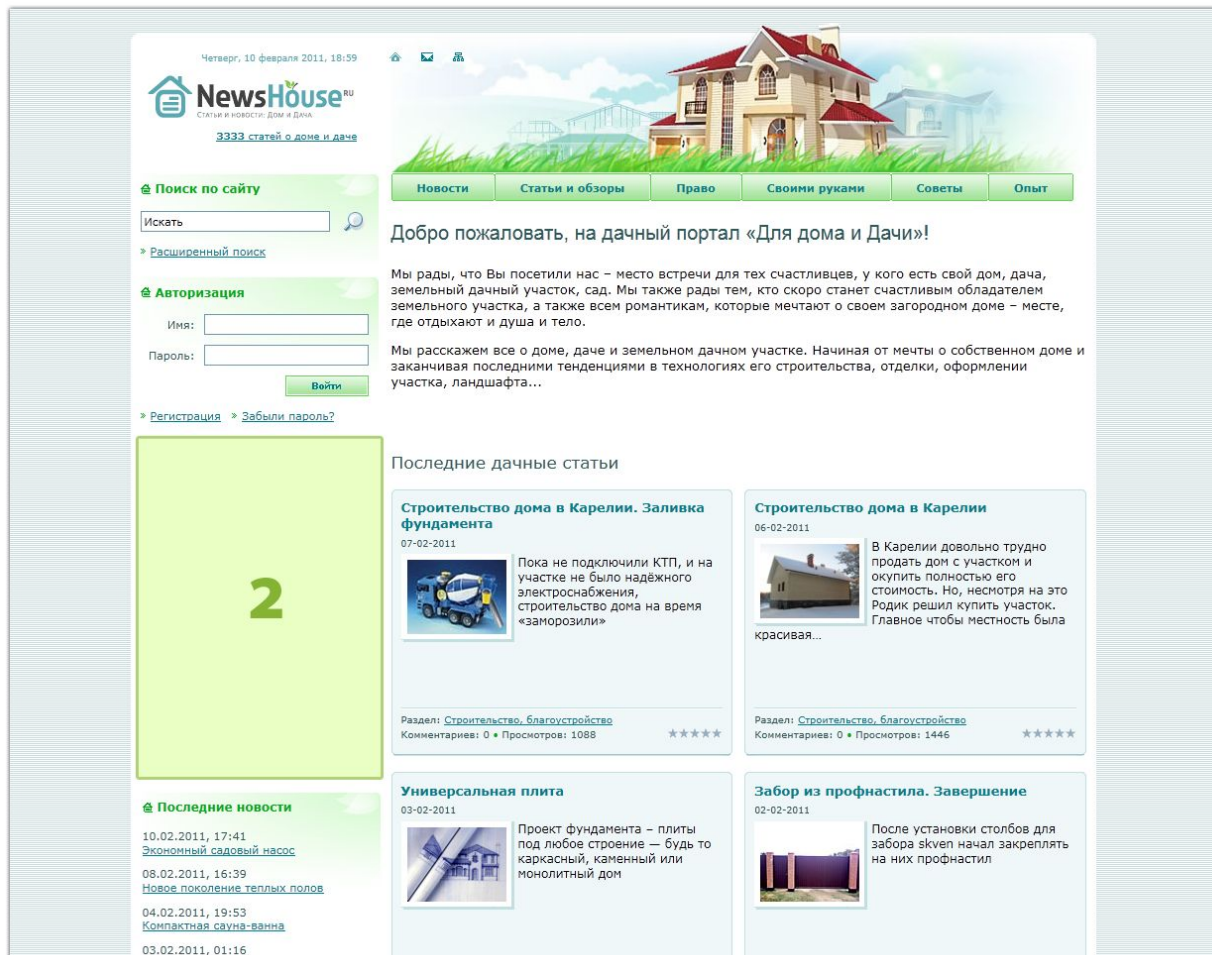 Четверг, 10 февраля 2011, 18:59
NewsHouse RU
Статьи и новости: Дом и Дача
3333 статей о доме и даче
Новости Статьи и обзоры Право Своими руками Советы Опыт
Поиск по сайту
Искать
» Расширенный поиск
Авторизация
Имя:
Пароль:
Войти
» Регистрация » Забыли пароль?
2
Последние новости
10.02.2011, 17:41
Экономный садовый насос
08.02.2011, 16:39
Новое поколение теплых полов
04.02.2011, 19:53
Компактная сауна-ванна
03.02.2011, 01:16
Добро пожаловать, на дачный портал «Для дома и Дачи»!
Мы рады, что Вы посетили нас – место встречи для тех счастливцев, у кого есть свой дом, дача,
земельный дачный участок, сад. Мы также рады тем, кто скоро станет счастливым обладателем
земельного участка, а также всем романтикам, которые мечтают о своем загородном доме – месте,
где отдыхают и душа и тело.
Мы расскажем все о доме, даче и земельном дачном участке. Начиная от мечты о собственном доме и
заканчивая последними тенденциями в технологиях его строительства, отделки, оформлении
участка, ландшафта...
Последние дачные статьи
Строительство дома в Карелии. Заливка
фундамента
07-02-2011
Пока не подключили КТП, и на
участке не было надёжного
электроснабжения,
строительство дома на время
«заморозили»
Раздел: Строительство, благоустройство
Комментариев: 0 • Просмотров: 1088
Строительство дома в Карелии
06-02-2011
В Карелии довольно трудно
продать дом с участком и
окупить полностью его
стоимость. Но, несмотря на это
Родик решил купить участок.
Главное чтобы местность была
красивая…
Раздел: Строительство, благоустройство
Комментариев: 0 • Просмотров: 1446
Универсальная плита
03-02-2011
Проект фундамента – плиты
под любое строение — будь то
каркасный, каменный или
монолитный дом
Забор из профнастила. Завершение
02-02-2011
После установки столбов для
забора skven начал закреплять
на них профнастил